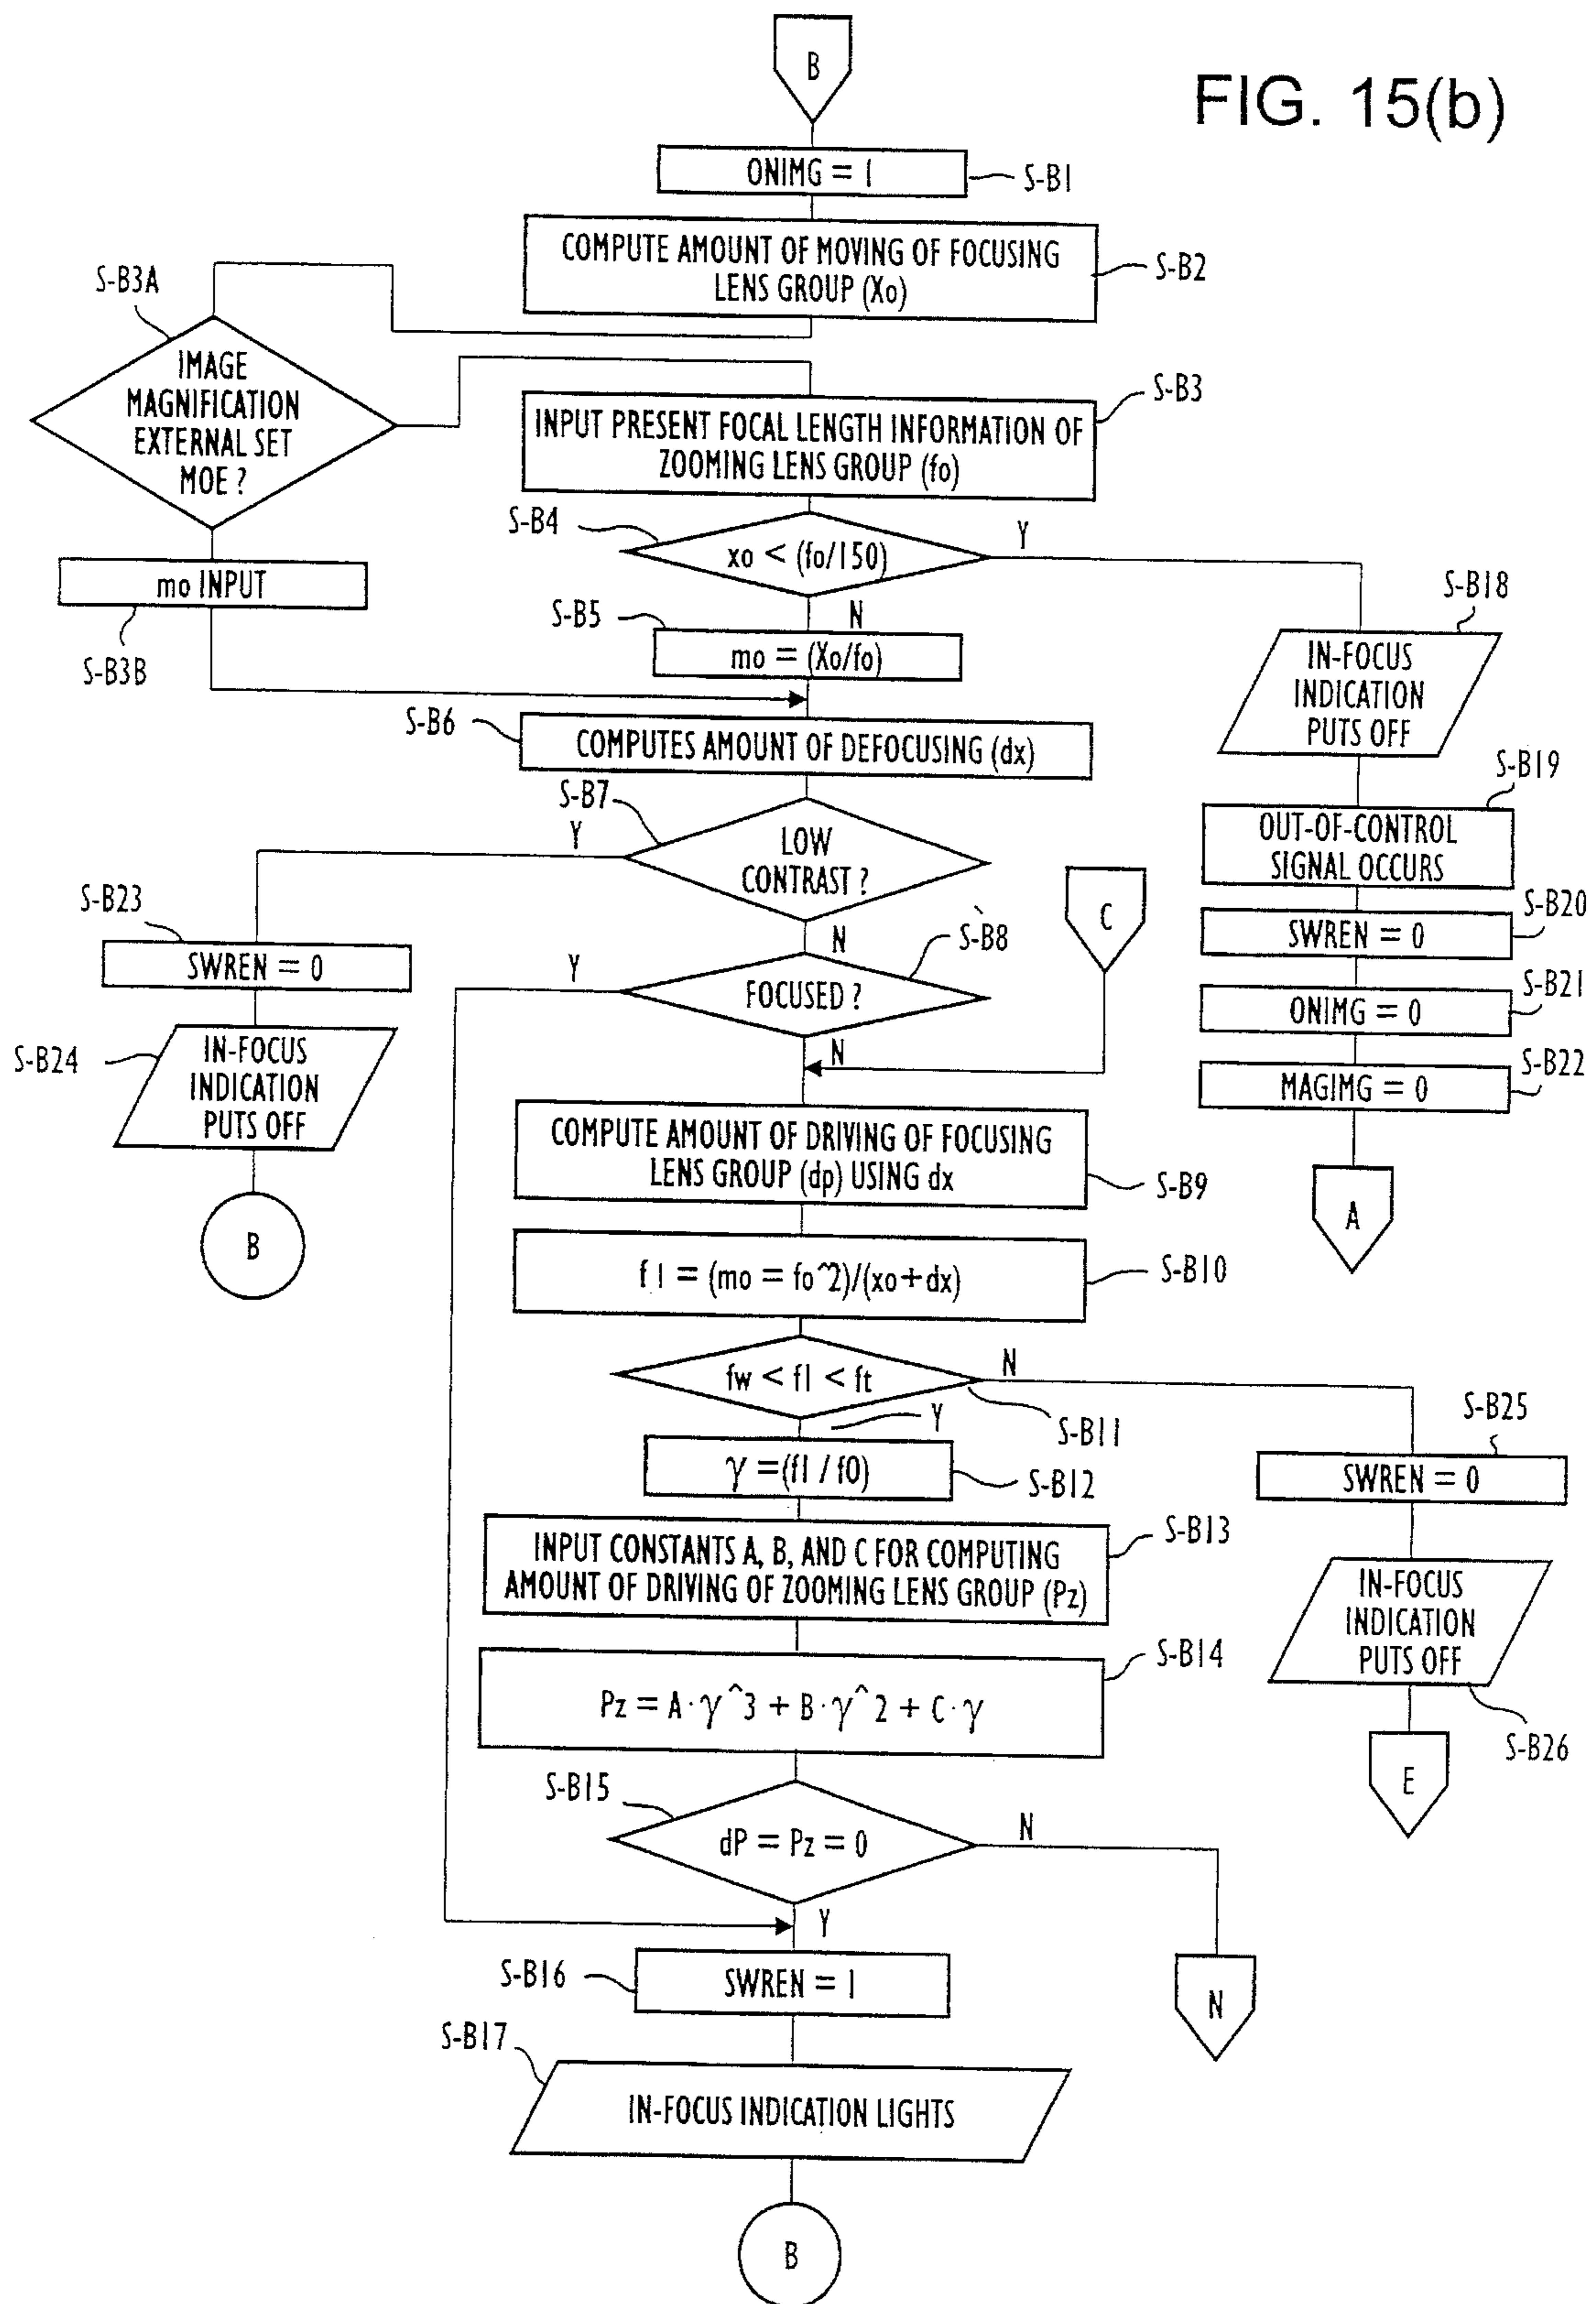 B
FIG. 15(b)
ONIMG = 1
S-B1
COMPUTE AMOUNT OF MOVING OF FOCUSING
LENS GROUP (Xo)
S-B2
S-B3A
IMAGE
MAGNIFICATION
EXTERNAL SET
MOE ?
S-B3
INPUT PRESENT FOCAL LENGTH INFORMATION OF
ZOOMING LENS GROUP (fo)
S-B4
xo < (fo/150)
Y
N
mo INPUT
S-B3B
S-B5
mo = (Xo/fo)
S-B18
IN-FOCUS
INDICATION
PUTS OFF
S-B6
COMPUTES AMOUNT OF DEFOCUSING (dx)
S-B19
OUT-OF-CONTROL
SIGNAL OCCURS
S-B7
Y
LOW
CONTRAST ?
N
C
S-B20
SWREN = 0
S-B23
SWREN = 0
S-B8
Y
FOCUSED ?
N
S-B21
ONIMG = 0
S-B24
IN-FOCUS
INDICATION
PUTS OFF
S-B22
MAGIMG = 0
B
A
COMPUTE AMOUNT OF DRIVING OF FOCUSING
LENS GROUP (dp) USING dx
S-B9
f1 = (mo = fo^2)/(xo+dx)
S-B10
fw < f1 < ft
N
Y
S-B11
γ =(f1 / f0)
S-B12
S-B25
SWREN = 0
INPUT CONSTANTS A, B, AND C FOR COMPUTING
AMOUNT OF DRIVING OF ZOOMING LENS GROUP (Pz)
S-B13
IN-FOCUS
INDICATION
PUTS OFF
S-B26
E
Pz = A·γ^3 + B·γ^2 + C·γ
S-B14
S-B15
dP = Pz = 0
N
Y
N
S-B16
SWREN = 1
S-B17
IN-FOCUS INDICATION LIGHTS
B